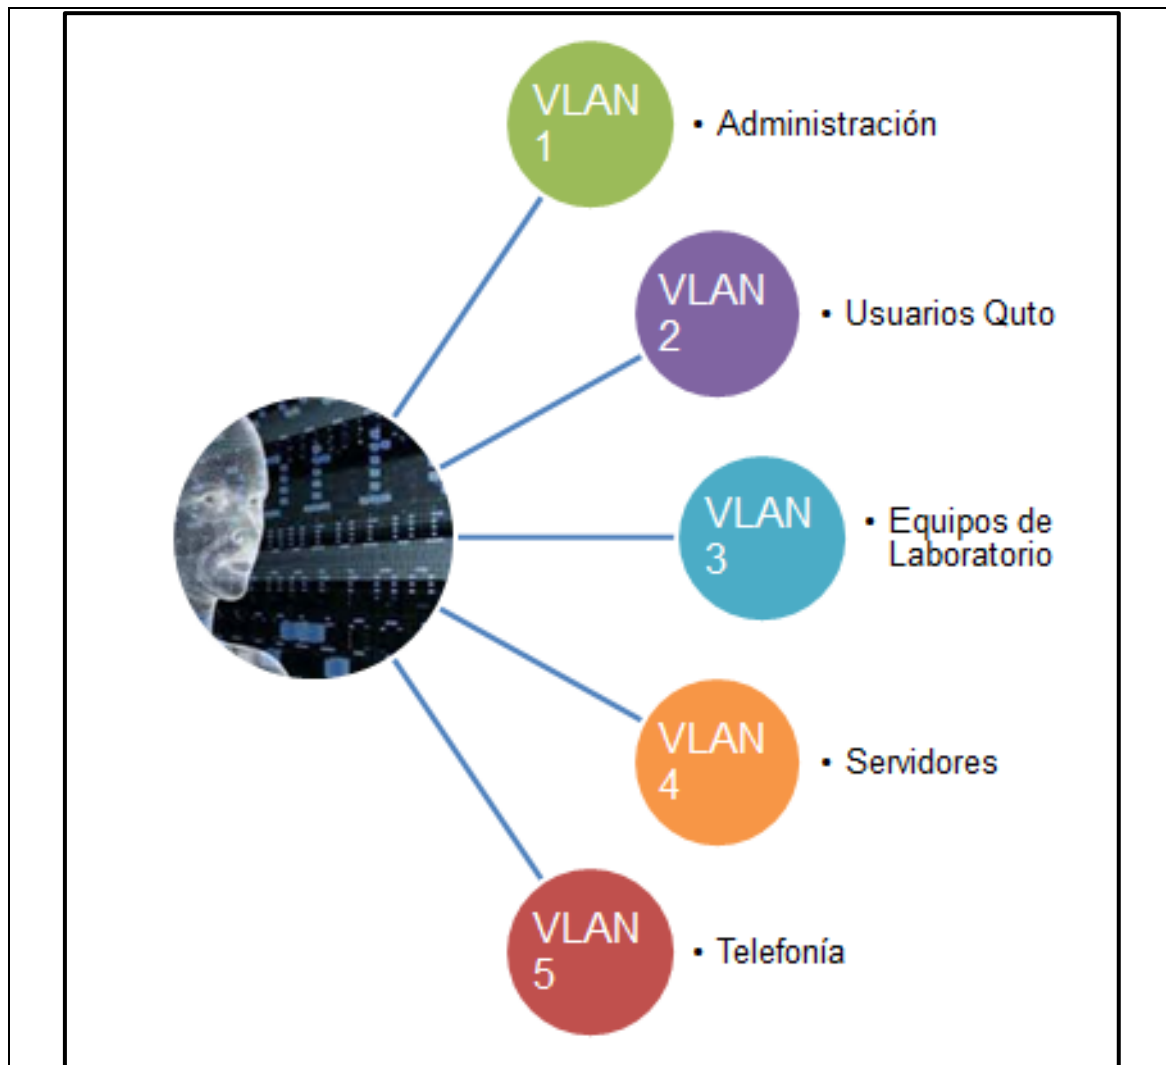 VLAN
1
• Administración
VLAN
2
• Usuarios Quto
VLAN
3
• Equipos de
Laboratorio
VLAN
4
• Servidores
VLAN
5
• Telefonía